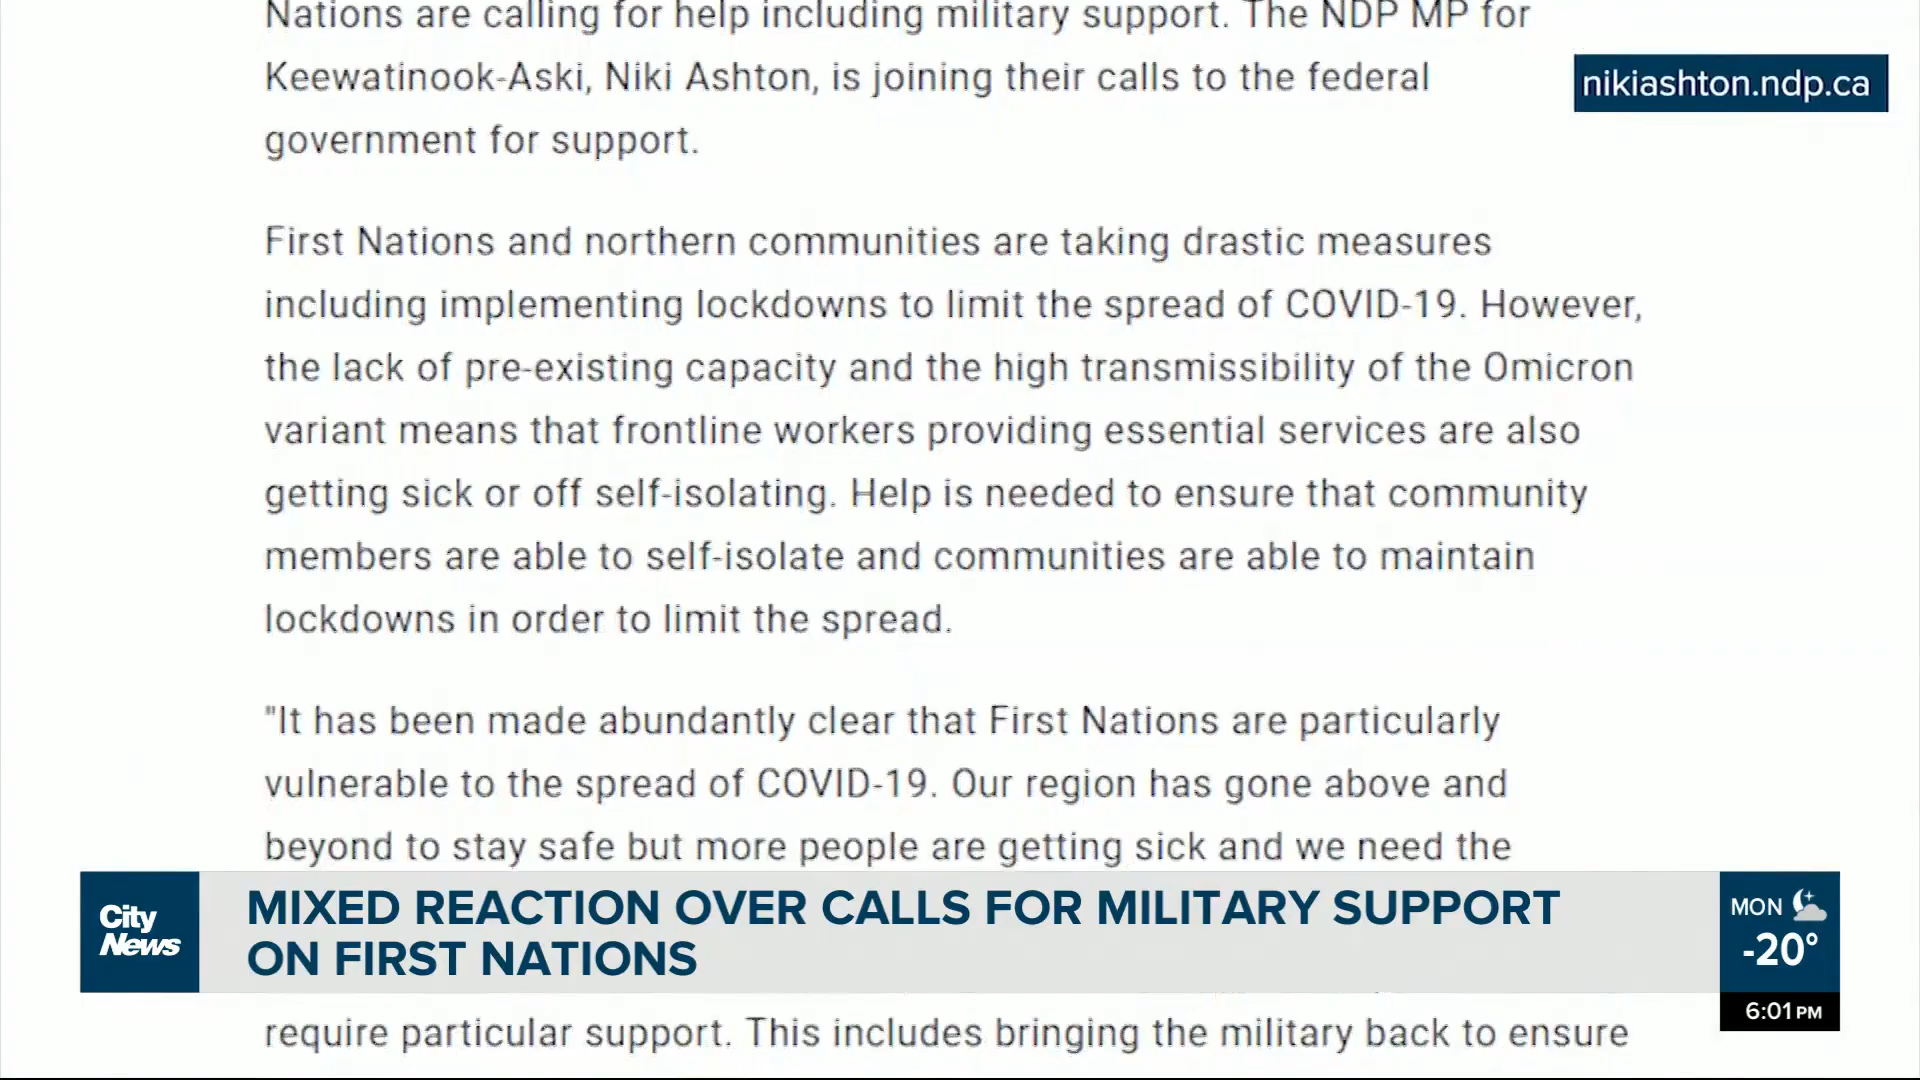 Nations are calling for help including military support. The NDP MP for
Keewatinook-Aski, Niki Ashton, is joining their calls to the federal
government for support.
nikiashton.ndp.ca
First Nations and northern communities are taking drastic measures
including implementing lockdowns to limit the spread of COVID-19. However,
the lack of pre-existing capacity and the high transmissibility of the Omicron
variant means that frontline workers providing essential services are also
getting sick or off self-isolating. Help is needed to ensure that community
members are able to self-isolate and communities are able to maintain
lockdowns in order to limit the spread.
"It has been made abundantly clear that First Nations are particularly
vulnerable to the spread of COVID-19. Our region has gone above and
beyond to stay safe but more people are getting sick and we need the
City
News
MIXED REACTION OVER CALLS FOR MILITARY SUPPORT
ON FIRST NATIONS
MON
-20°
6:01 PM
require particular support. This includes bringing the military back to ensure